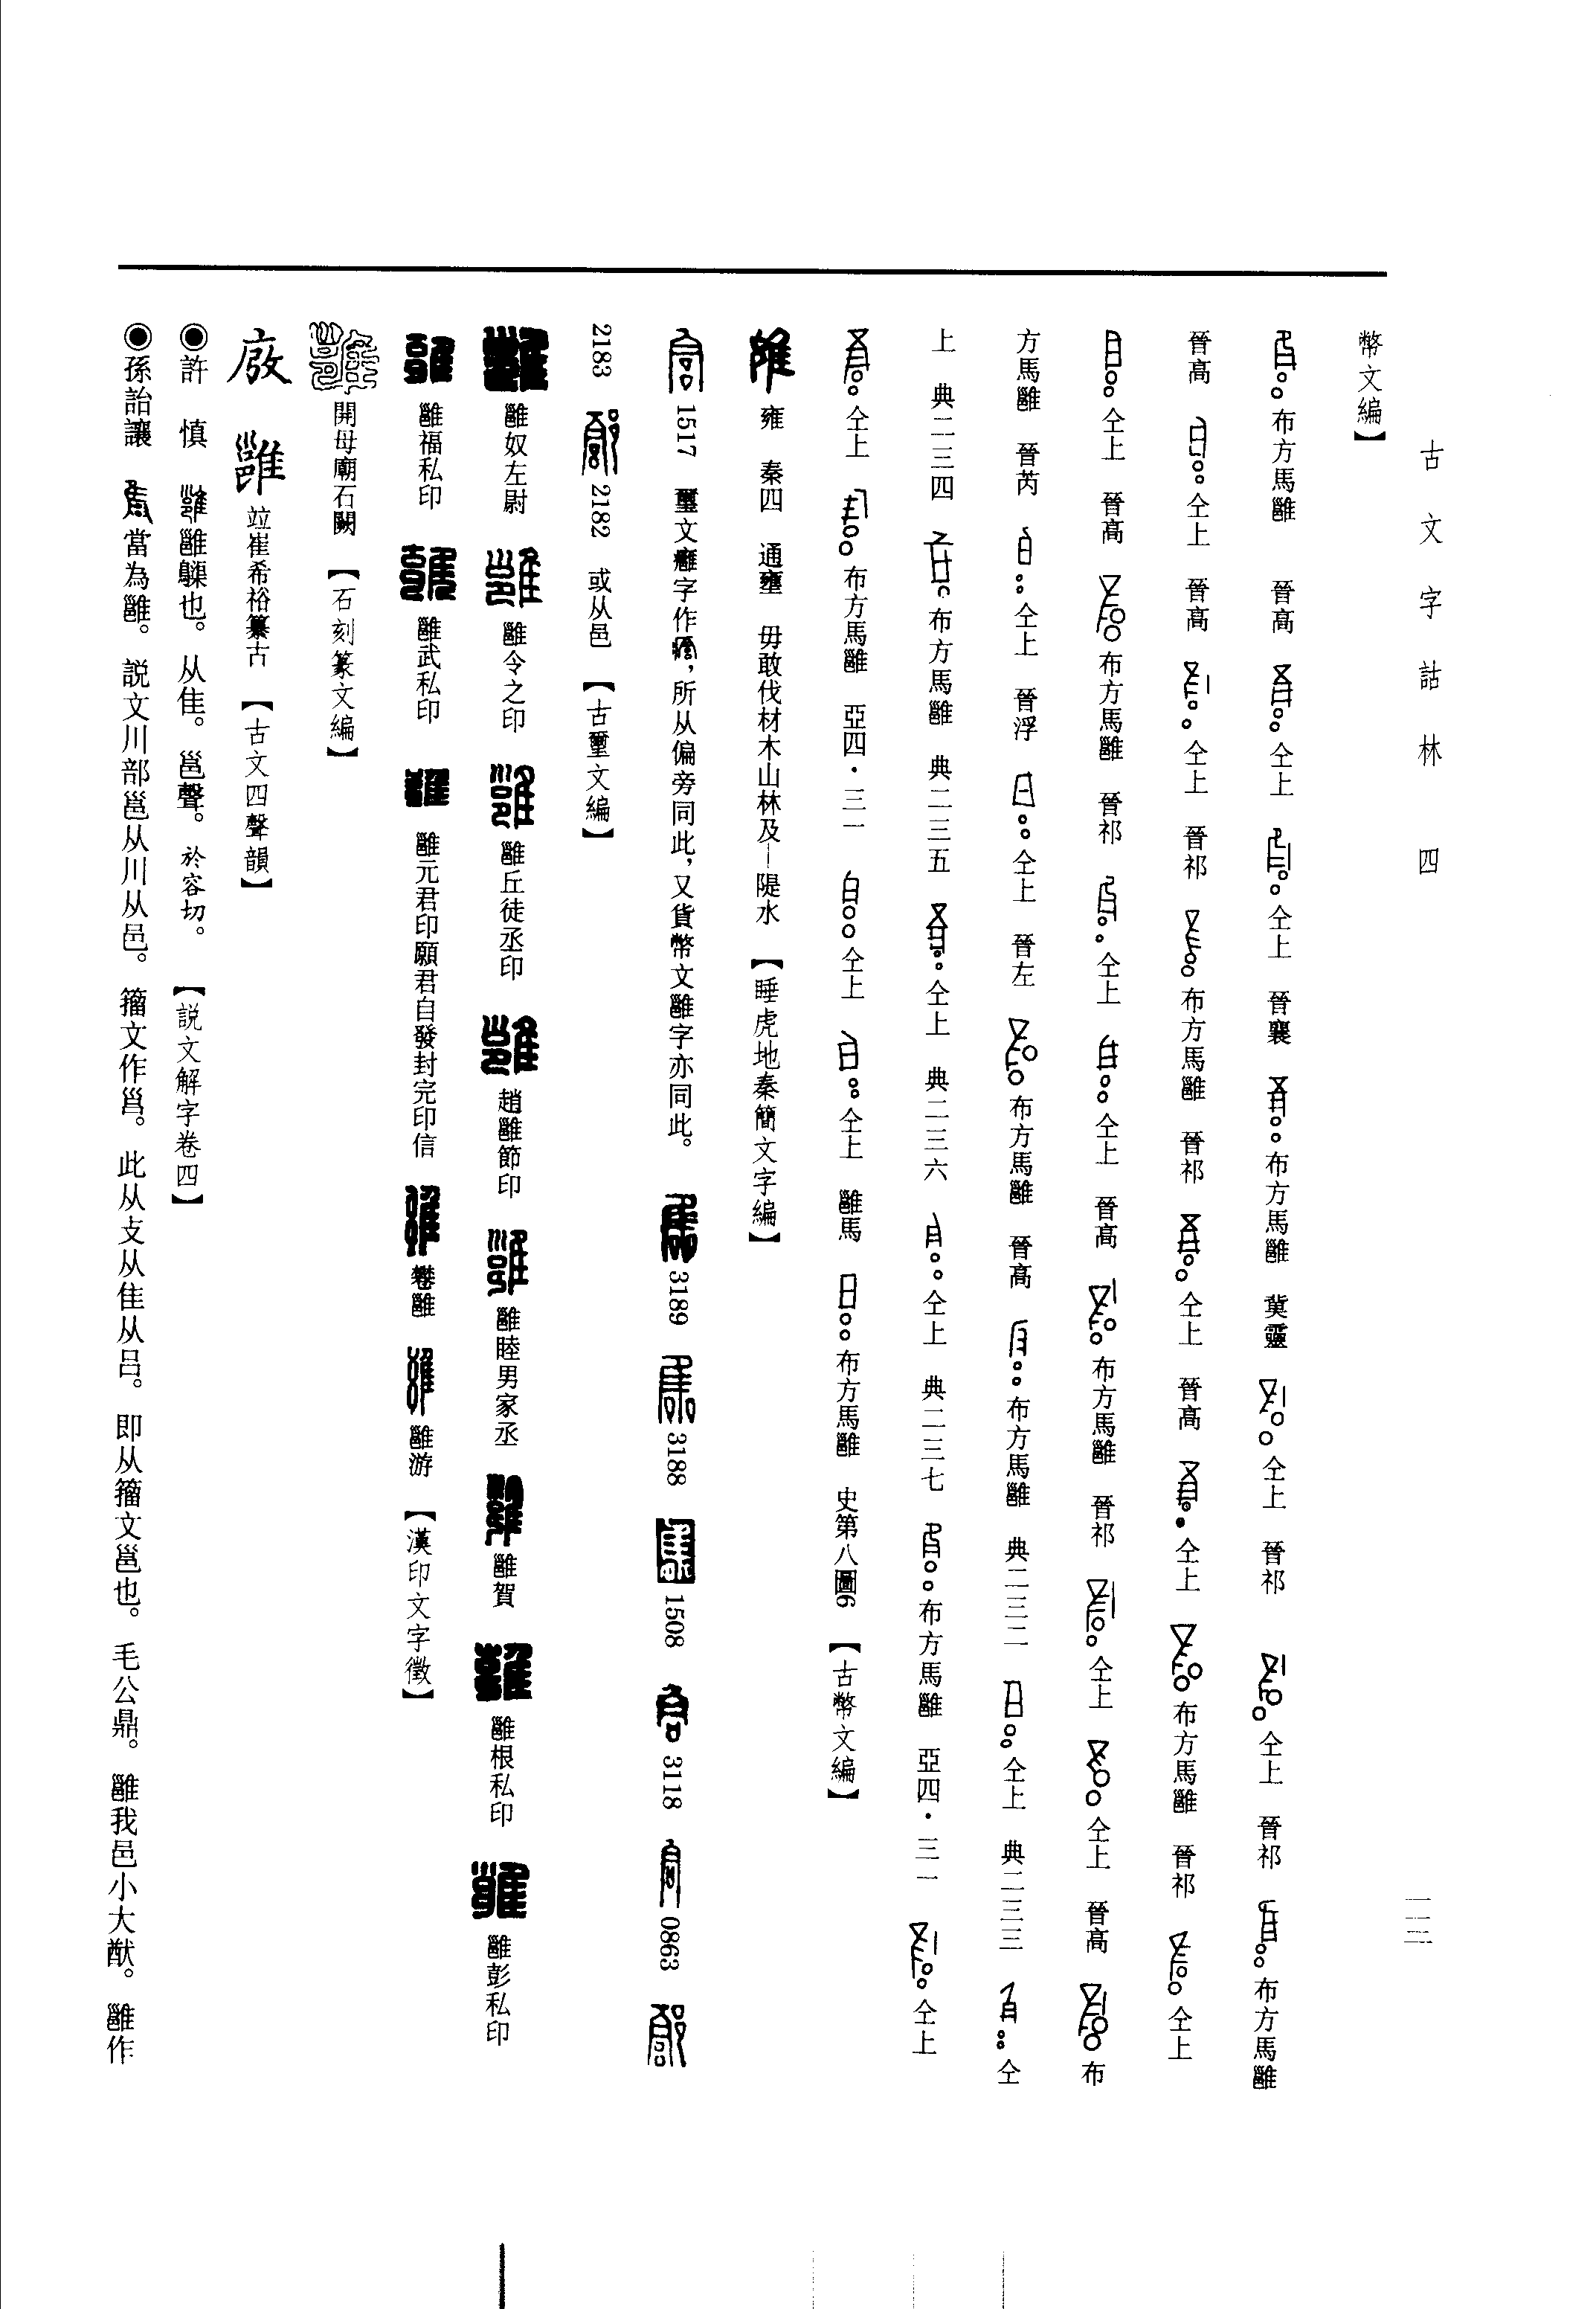 古文字詁林　四
一一二
幣文編】
布方馬雝　晉高　仝上　仝上　晉襄　布方馬雝　冀靈　仝上　晉祁　仝上　晉祁　布方馬雝
晉高　仝上　晉高　仝上　晉祁　布方馬雝　晉祁　仝上　晉高　仝上　布方馬雝　晉祁　仝上
仝上　晉高　布方馬雝　晉祁　仝上　仝上　晉高　布方馬雝　晉祁　仝上　仝上　晉高　布
方馬雝　晉芮　仝上　晉浮　仝上　晉左　布方馬雝　晉高　布方馬雝　典二三二　仝上　典二三三　仝
上　典二三四　布方馬雝　典二三五　仝上　典二三六　仝上　典二三七　布方馬雝　亞四·三一　仝上
仝上　布方馬雝　亞四·三一　仝上　仝上　雝馬　布方馬雝　史第八圖6　【古幣文編】
雍　秦四　通壅　毋敢伐材木山林及—隄水　【睡虎地秦簡文字編】
1517　璽文癰字作，所从偏旁同此，又貨幣文雝字亦同此。　3189　3188　1508　3118　0863
2183　2182　或从邑　【古璽文編】
雝奴左尉　雝令之印　雝丘徒丞印　趙雝節印　雝睦男家丞　雝賀　雝根私印　雝彭私印
雝福私印　雝武私印　雝元君印願君自發封完印信　雝　雝游　【漢印文字徵】
開母廟石闕　【石刻篆文編】
竝崔希裕纂古　【古文四聲韻】
◉許　慎　雝䳷也。从隹。邕聲。於容切。　【説文解字卷四】
◉孫詒讓　當為雝。説文川部邕从川从邑。籀文作𡿷。此从攴从隹从吕。即从籀文邕也。毛公鼎。雝我邑小大猷。雝作